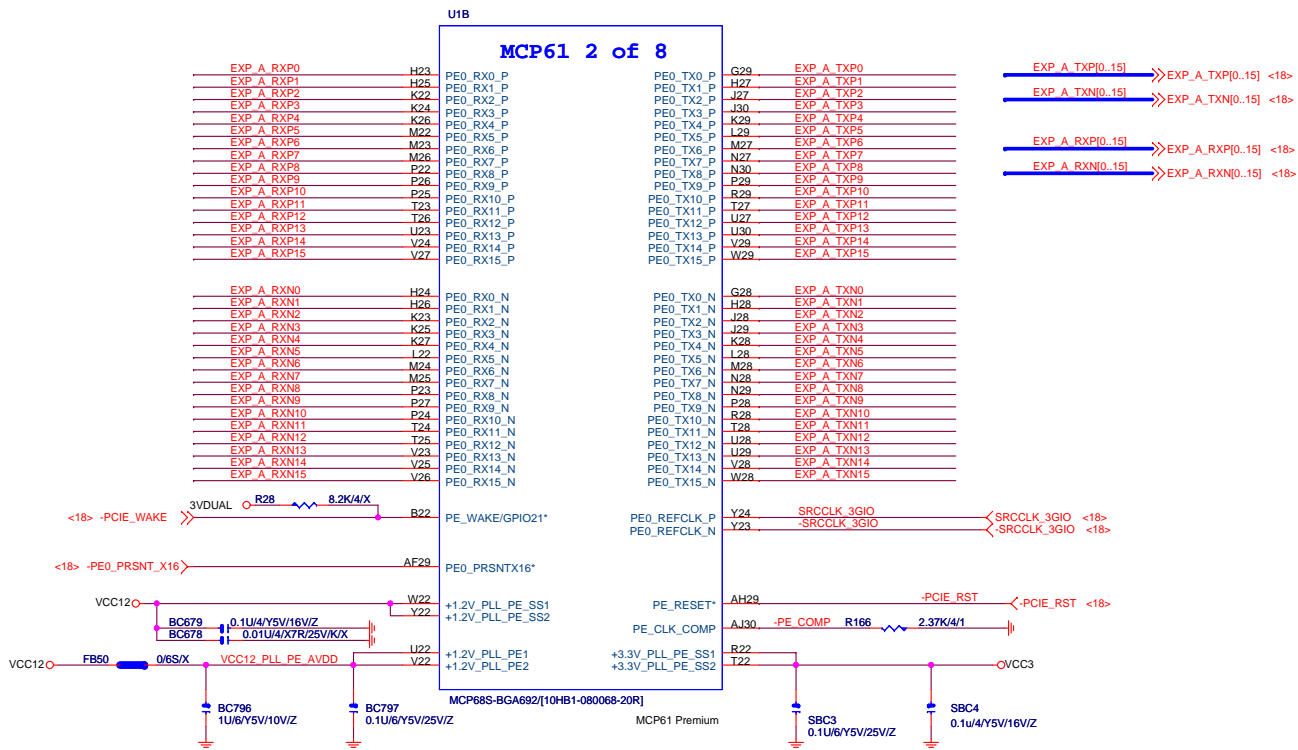 U1B
MCP61 2 of 8
EXP_A_RXP0 H23 PE0_RX0_P PE0_TX0_P G29 EXP_A_TXP0 EXP_A_TXP[0..15] EXP_A_TXP[0..15] <18>
EXP_A_RXP1 H25 PE0_RX1_P PE0_TX1_P H27 EXP_A_TXP1
EXP_A_RXP2 K22 PE0_RX2_P PE0_TX2_P J27 EXP_A_TXP2 EXP_A_TXN[0..15] EXP_A_TXN[0..15] <18>
EXP_A_RXP3 K24 PE0_RX3_P PE0_TX3_P J30 EXP_A_TXP3
EXP_A_RXP4 K26 PE0_RX4_P PE0_TX4_P K29 EXP_A_TXP4
EXP_A_RXP5 M22 PE0_RX5_P PE0_TX5_P L29 EXP_A_TXP5
EXP_A_RXP6 M23 PE0_RX6_P PE0_TX6_P M27 EXP_A_TXP6 EXP_A_RXP[0..15] EXP_A_RXP[0..15] <18>
EXP_A_RXP7 M26 PE0_RX7_P PE0_TX7_P N27 EXP_A_TXP7
EXP_A_RXP8 P22 PE0_RX8_P PE0_TX8_P N30 EXP_A_TXP8 EXP_A_RXN[0..15] EXP_A_RXN[0..15] <18>
EXP_A_RXP9 P26 PE0_RX9_P PE0_TX9_P P29 EXP_A_TXP9
EXP_A_RXP10 P25 PE0_RX10_P PE0_TX10_P R29 EXP_A_TXP10
EXP_A_RXP11 T23 PE0_RX11_P PE0_TX11_P T27 EXP_A_TXP11
EXP_A_RXP12 T26 PE0_RX12_P PE0_TX12_P U27 EXP_A_TXP12
EXP_A_RXP13 U23 PE0_RX13_P PE0_TX13_P U30 EXP_A_TXP13
EXP_A_RXP14 V24 PE0_RX14_P PE0_TX14_P V29 EXP_A_TXP14
EXP_A_RXP15 V27 PE0_RX15_P PE0_TX15_P W29 EXP_A_TXP15
EXP_A_RXN0 H24 PE0_RX0_N PE0_TX0_N G28 EXP_A_TXN0
EXP_A_RXN1 H26 PE0_RX1_N PE0_TX1_N H28 EXP_A_TXN1
EXP_A_RXN2 K23 PE0_RX2_N PE0_TX2_N J28 EXP_A_TXN2
EXP_A_RXN3 K25 PE0_RX3_N PE0_TX3_N J29 EXP_A_TXN3
EXP_A_RXN4 K27 PE0_RX4_N PE0_TX4_N K28 EXP_A_TXN4
EXP_A_RXN5 L22 PE0_RX5_N PE0_TX5_N L28 EXP_A_TXN5
EXP_A_RXN6 M24 PE0_RX6_N PE0_TX6_N M28 EXP_A_TXN6
EXP_A_RXN7 M25 PE0_RX7_N PE0_TX7_N N28 EXP_A_TXN7
EXP_A_RXN8 P23 PE0_RX8_N PE0_TX8_N N29 EXP_A_TXN8
EXP_A_RXN9 P27 PE0_RX9_N PE0_TX9_N P28 EXP_A_TXN9
EXP_A_RXN10 P24 PE0_RX10_N PE0_TX10_N R28 EXP_A_TXN10
EXP_A_RXN11 T24 PE0_RX11_N PE0_TX11_N T28 EXP_A_TXN11
EXP_A_RXN12 T25 PE0_RX12_N PE0_TX12_N U28 EXP_A_TXN12
EXP_A_RXN13 V23 PE0_RX13_N PE0_TX13_N U29 EXP_A_TXN13
EXP_A_RXN14 V25 PE0_RX14_N PE0_TX14_N V28 EXP_A_TXN14
EXP_A_RXN15 V26 PE0_RX15_N PE0_TX15_N W28 EXP_A_TXN15
3VDUAL R28 8.2K/4/X
<18> -PCIE_WAKE B22 PE_WAKE/GPIO21* PE0_REFCLK_P Y24 SRCCLK_3GIO SRCCLK_3GIO <18>
PE0_REFCLK_N Y23 -SRCCLK_3GIO -SRCCLK_3GIO <18>
<18> -PE0_PRSNT_X16 AF29 PE0_PRSNTX16*
VCC12 W22 +1.2V_PLL_PE_SS1 PE_RESET* AH29 -PCIE_RST -PCIE_RST <18>
Y22 +1.2V_PLL_PE_SS2
BC679 0.1U/4/Y5V/16V/Z PE_CLK_COMP AJ30 -PE_COMP R166 2.37K/4/1
BC678 0.01U/4/X7R/25V/K/X
U22 +1.2V_PLL_PE1 +3.3V_PLL_PE_SS1 R22
VCC12 FB50 0/6S/X VCC12_PLL_PE_AVDD V22 +1.2V_PLL_PE2 +3.3V_PLL_PE_SS2 T22 VCC3
MCP68S-BGA692/[10HB1-080068-20R]
BC796 BC797 MCP61 Premium SBC3 SBC4
1U/6/Y5V/10V/Z 0.1U/6/Y5V/25V/Z 0.1U/6/Y5V/25V/Z 0.1u/4/Y5V/16V/Z